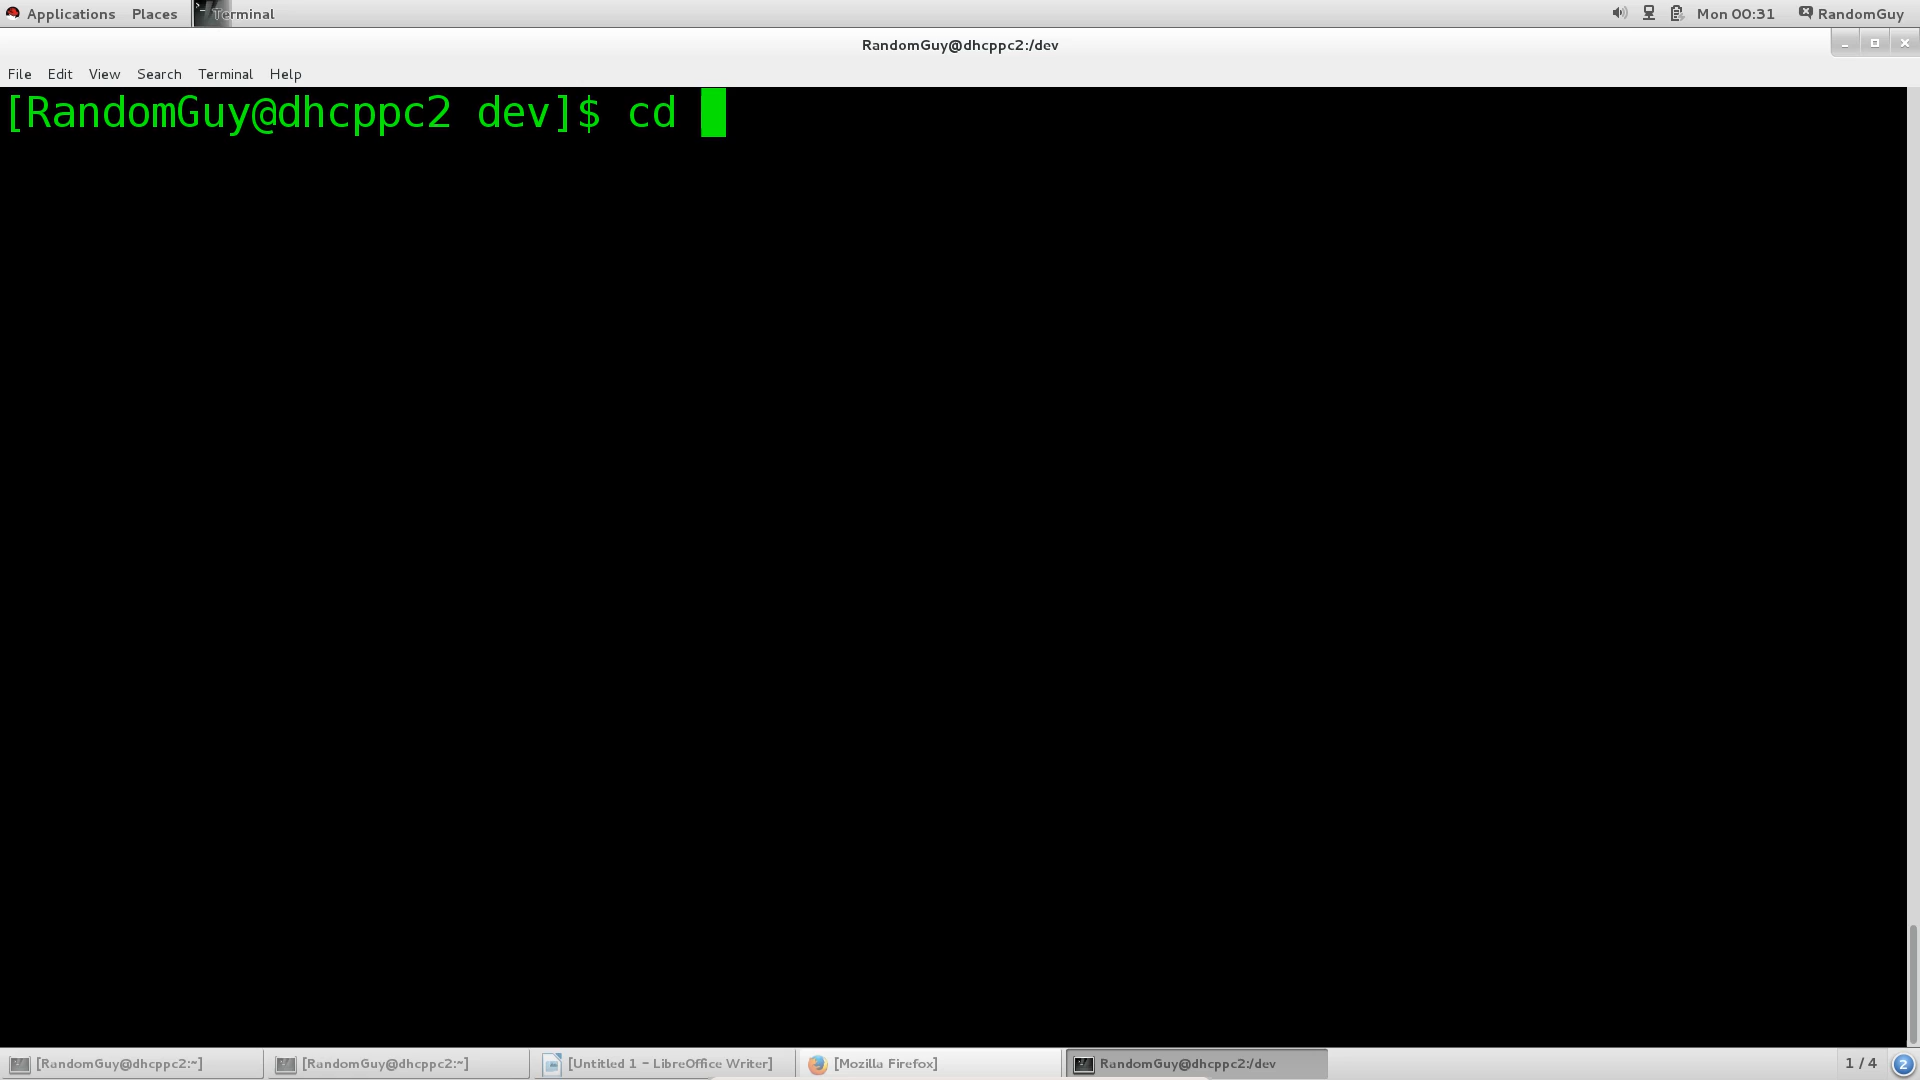 Applications Places Terminal Mon 00:31 RandomGuy
RandomGuy@dhcppc2:/dev
File Edit View Search Terminal Help
[RandomGuy@dhcppc2 dev]$ cd
[RandomGuy@dhcppc2:~] [RandomGuy@dhcppc2:~] [Untitled 1 - LibreOffice Writer] [Mozilla Firefox] RandomGuy@dhcppc2:/dev 1 / 4 2